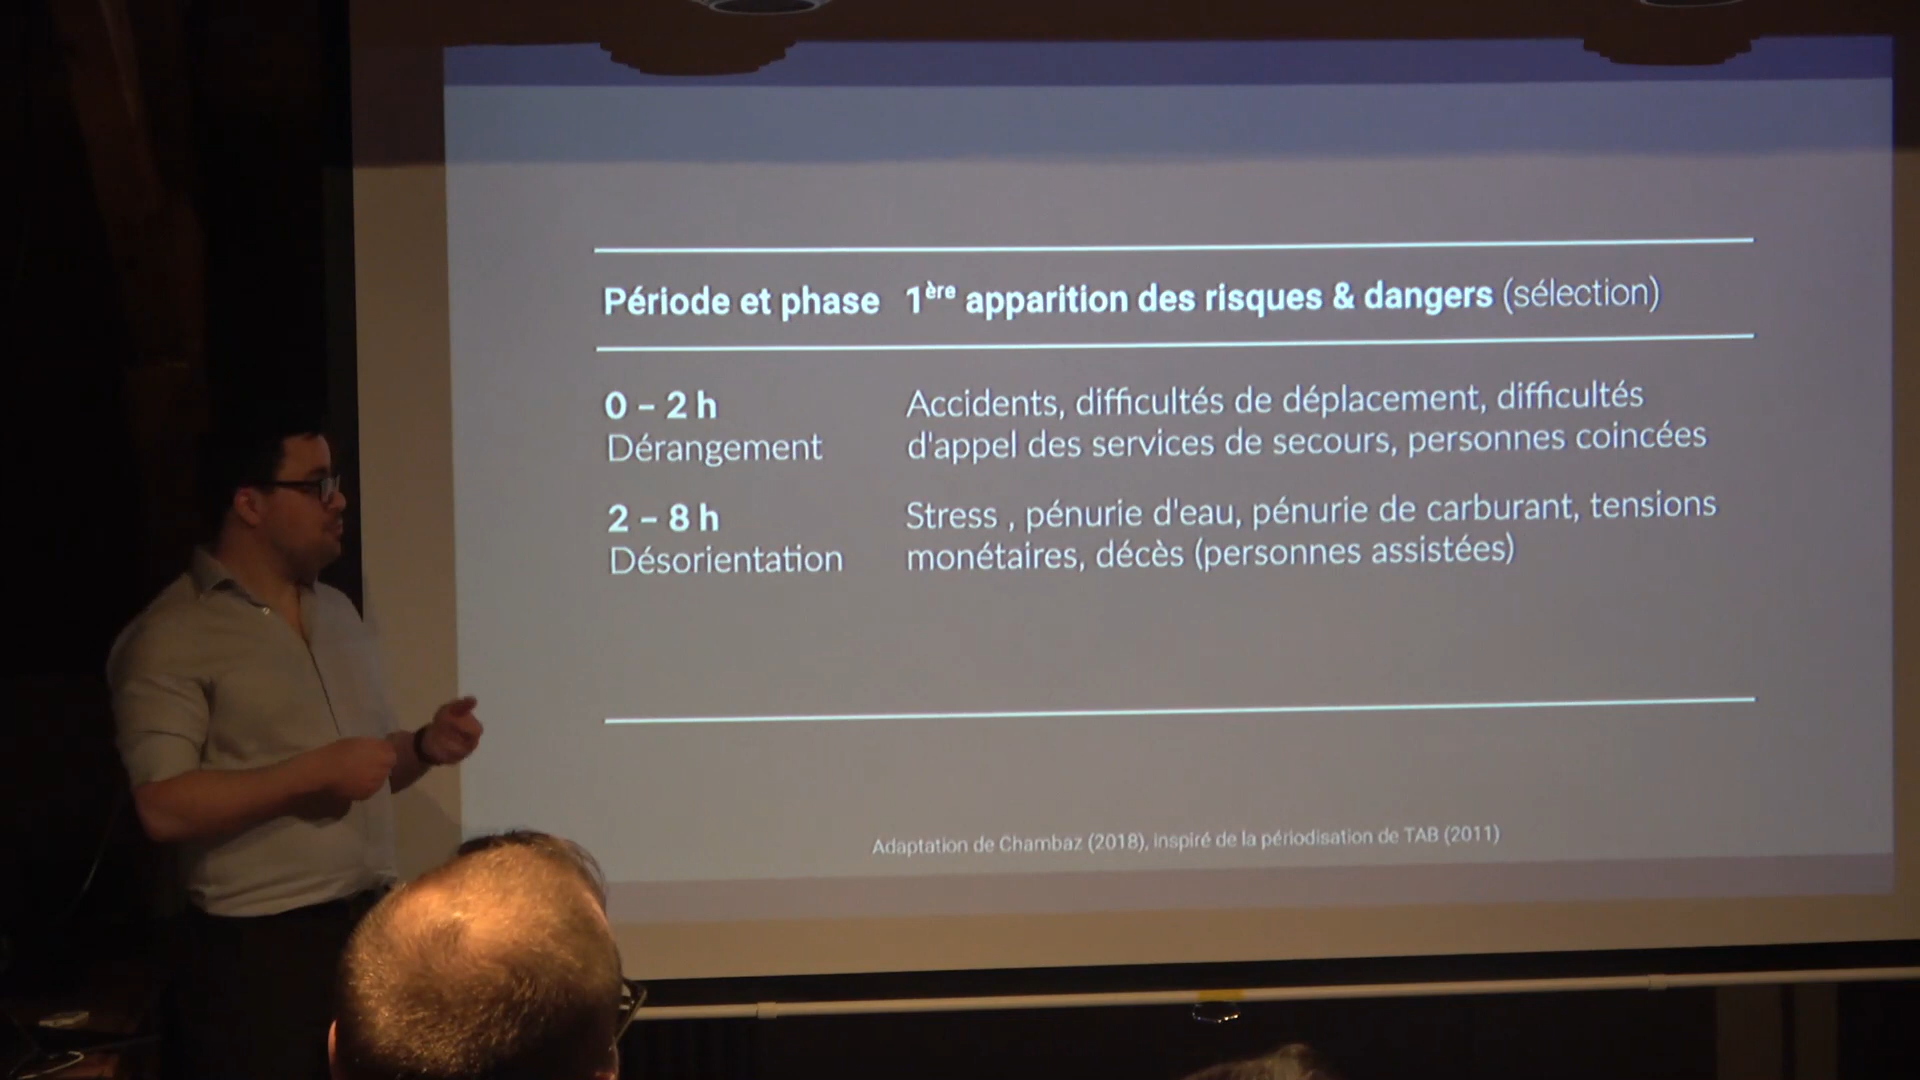 Période et phase 1ère apparition des risques & dangers (sélection)
0 – 2 h
Dérangement
Accidents, difficultés de déplacement, difficultés
d'appel des services de secours, personnes coincées
2 – 8 h
Désorientation
Stress , pénurie d'eau, pénurie de carburant, tensions
monétaires, décès (personnes assistées)
Adaptation de Chambaz (2018), inspiré de la périodisation de TAB (2011)